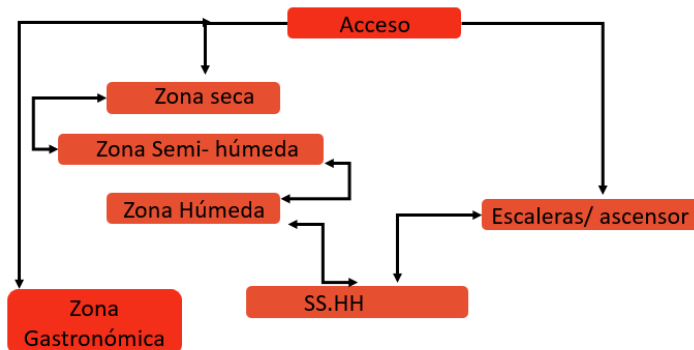 Acceso
Zona seca
Zona Semi- húmeda
Zona Húmeda
Escaleras/ ascensor
SS.HH
Zona
Gastronómica